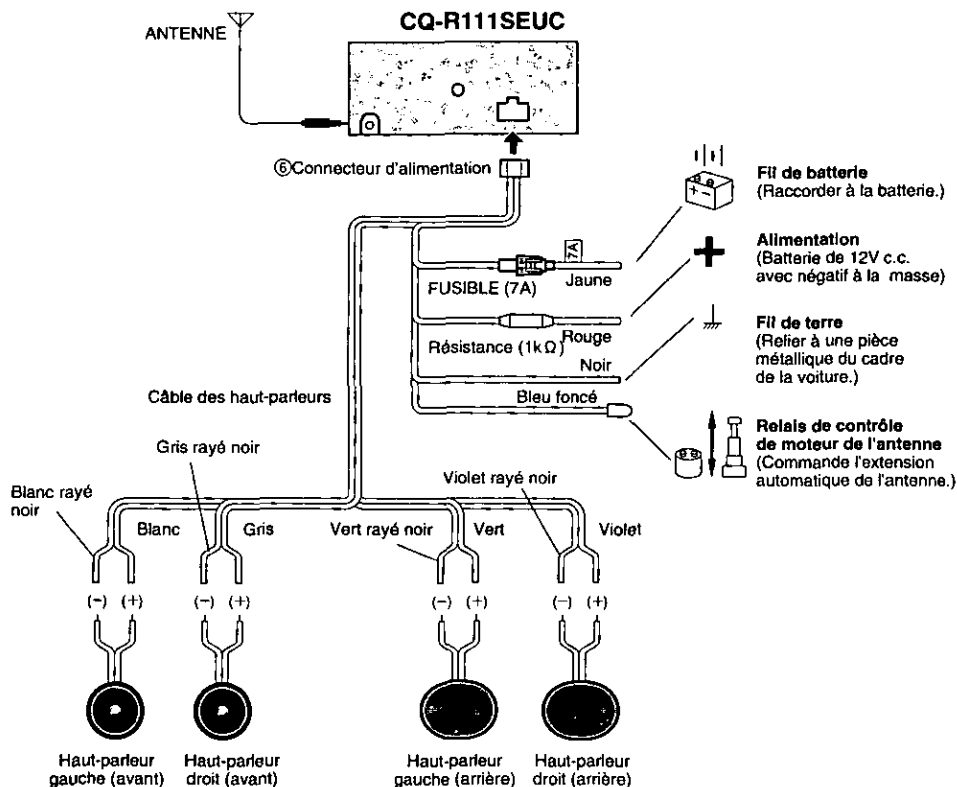 CQ-R111SEUC
ANTENNE
⑥Connecteur d'alimentation
Fil de batterie
(Raccorder à la batterie.)
7A
FUSIBLE (7A)
Jaune
Alimentation
(Batterie de 12V c.c.
avec négatif à la masse)
Résistance (1kΩ)
Rouge
Fil de terre
(Relier à une pièce
métallique du cadre
de la voiture.)
Noir
Bleu foncé
Relais de contrôle
de moteur de l'antenne
(Commande l'extension
automatique de l'antenne.)
Câble des haut-parleurs
Gris rayé noir
Violet rayé noir
Blanc rayé
noir
Blanc
Gris
Vert rayé noir
Vert
Violet
(−) (+)
(−) (+)
(−) (+)
(−) (+)
Haut-parleur
gauche (avant)
Haut-parleur
droit (avant)
Haut-parleur
gauche (arrière)
Haut-parleur
droit (arrière)